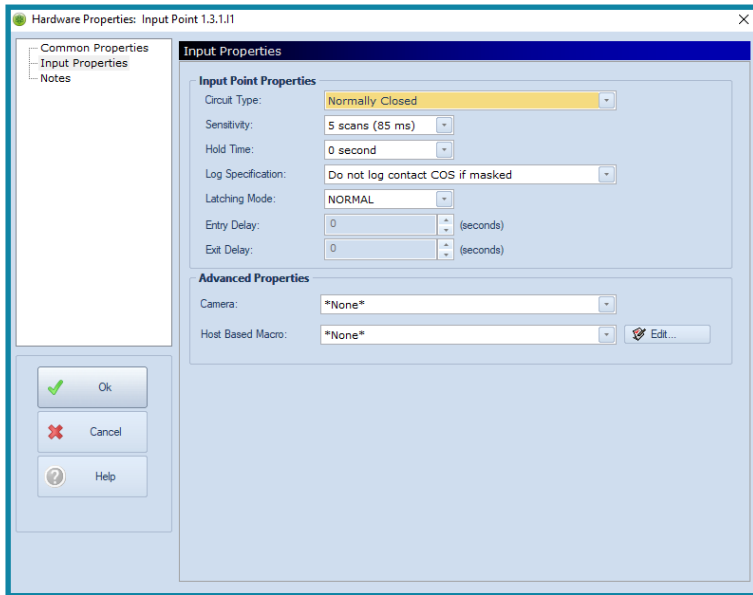 Hardware Properties: Input Point 1.3.1.I1
Common Properties
Input Properties
Notes
Ok
Cancel
Help
Input Properties
Input Point Properties
Circuit Type: Normally Closed
Sensitivity: 5 scans (85 ms)
Hold Time: 0 second
Log Specification: Do not log contact COS if masked
Latching Mode: NORMAL
Entry Delay: 0 (seconds)
Exit Delay: 0 (seconds)
Advanced Properties
Camera: *None*
Host Based Macro: *None* Edit...